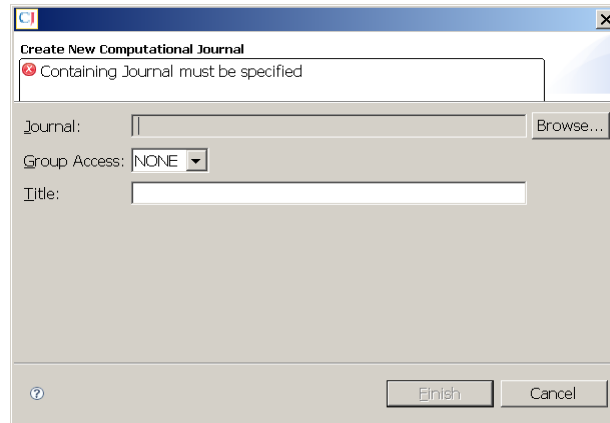 CJ
Create New Computational Journal
Containing Journal must be specified
Journal: Browse...
Group Access: NONE
Title:
?
Finish Cancel